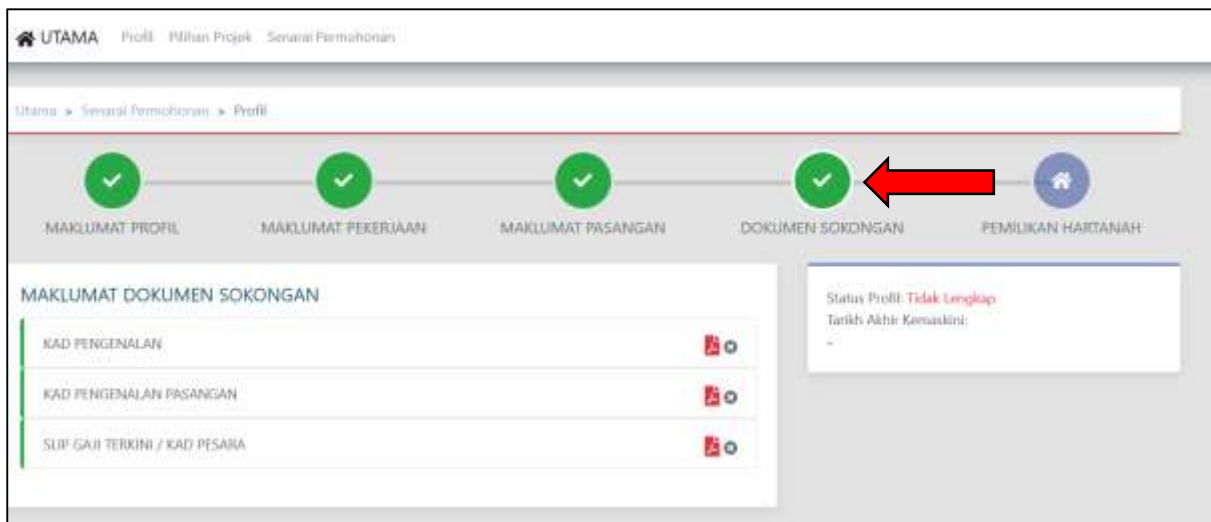 UTAMA Profil Pilihan Projek Senarai Permohonan
Utama » Senarai Permohonan » Profil
MAKLUMAT PROFIL MAKLUMAT PEKERJAAN MAKLUMAT PASANGAN DOKUMEN SOKONGAN PEMILIKAN HARTANAH
MAKLUMAT DOKUMEN SOKONGAN
KAD PENGENALAN
KAD PENGENALAN PASANGAN
SLIP GAJI TERKINI / KAD PESARA
Status Profil: Tidak Lengkap
Tarikh Akhir Kemaskini:
-